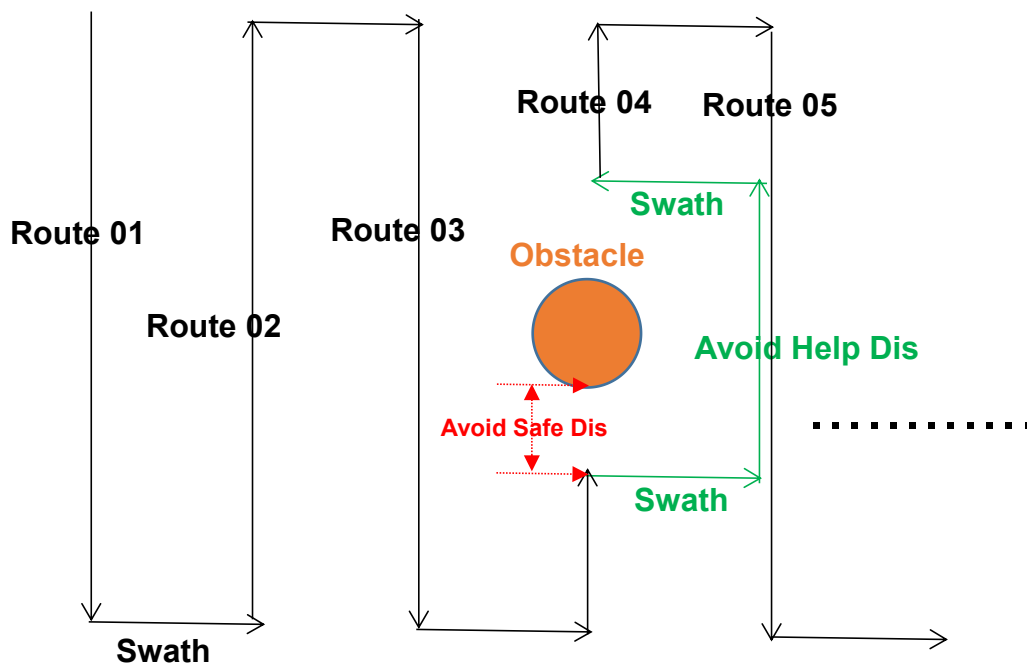 Route 04
Route 05
Swath
Route 01
Route 03
Obstacle
Route 02
Avoid Help Dis
Avoid Safe Dis
Swath
Swath